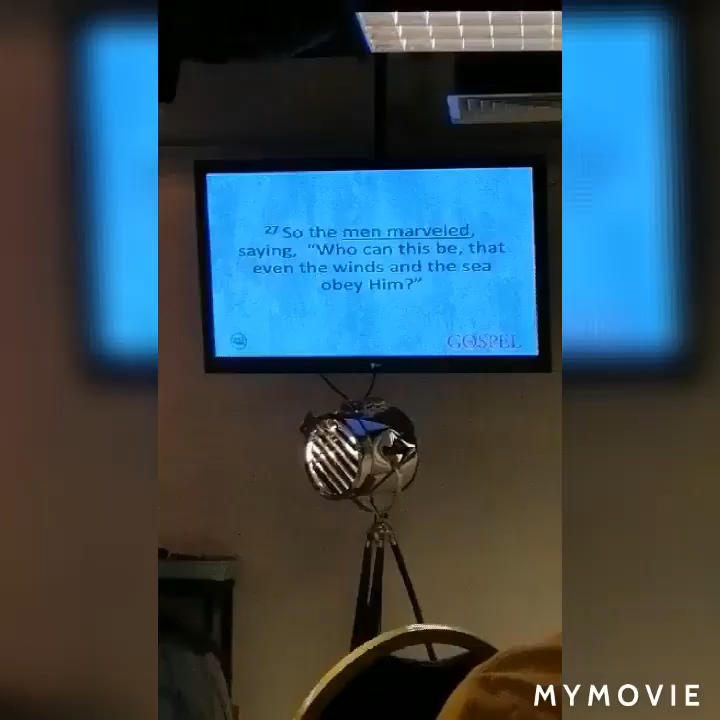 27 So the men marveled,
saying, "Who can this be, that
even the winds and the sea
obey Him?"
GOSPEL
MYMOVIE